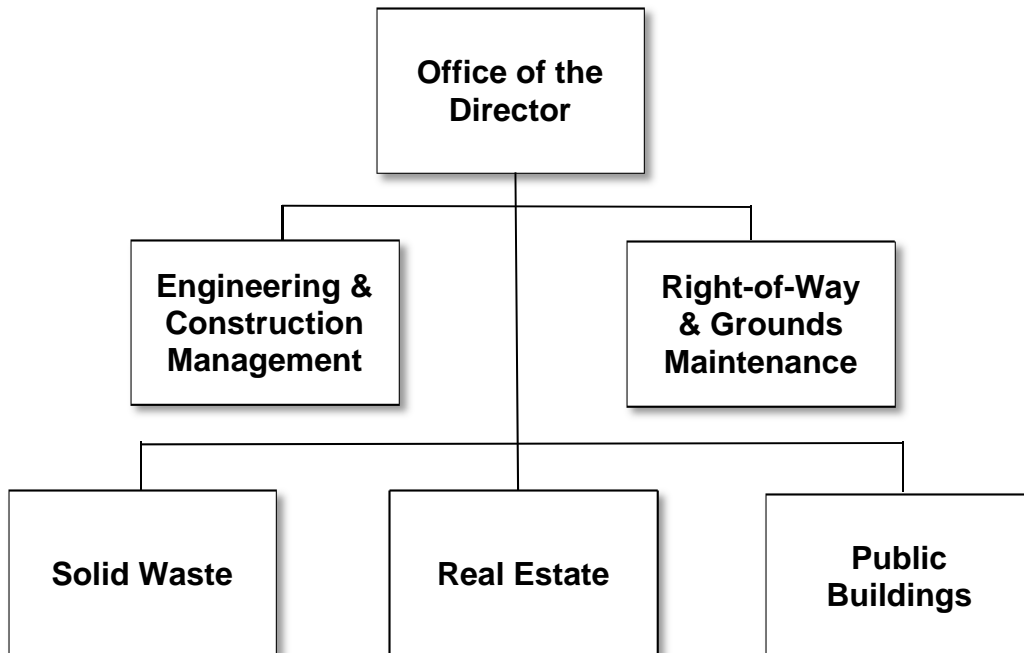 Office of the
Director
Engineering &
Construction
Management
Right-of-Way
& Grounds
Maintenance
Solid Waste
Real Estate
Public
Buildings